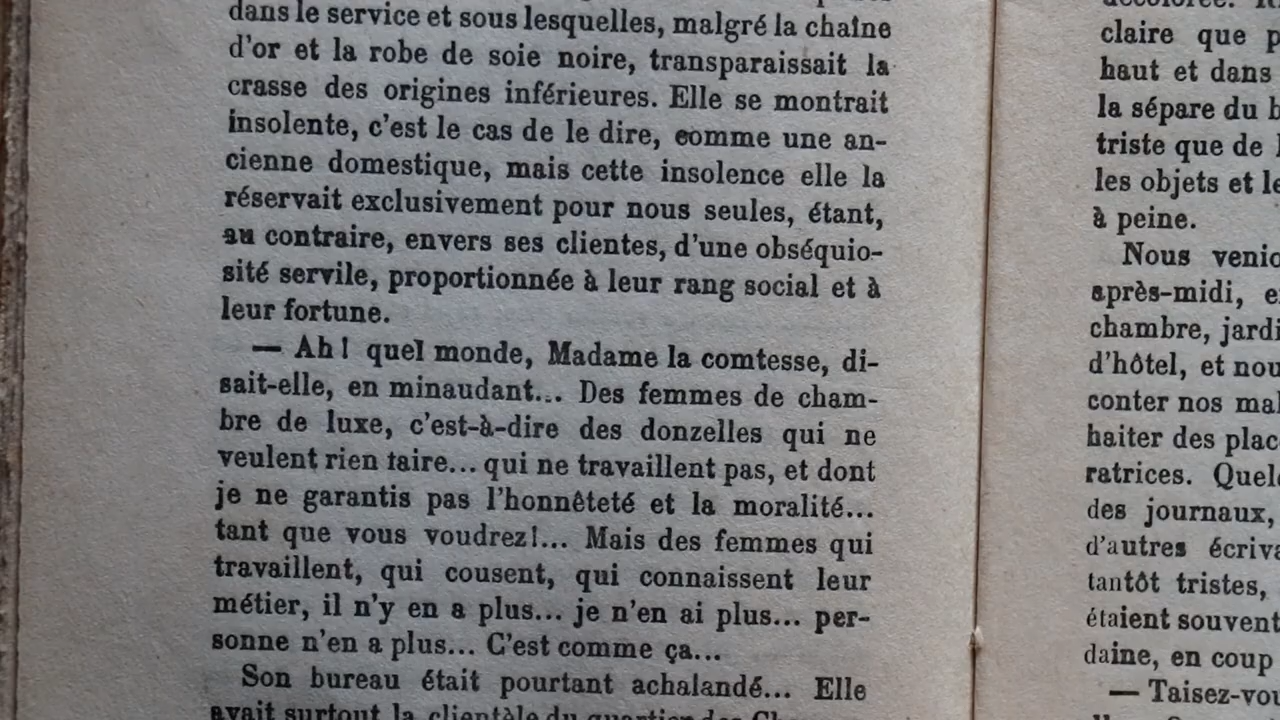 dans le service et sous lesquelles, malgré la chaîne
d'or et la robe de soie noire, transparaissait la
crasse des origines inférieures. Elle se montrait
insolente, c'est le cas de le dire, comme une an-
cienne domestique, mais cette insolence elle la
réservait exclusivement pour nous seules, étant,
au contraire, envers ses clientes, d'une obséquio-
sité servile, proportionnée à leur rang social et à
leur fortune.
— Ah! quel monde, Madame la comtesse, di-
sait-elle, en minaudant... Des femmes de cham-
bre de luxe, c'est-à-dire des donzelles qui ne
veulent rien faire... qui ne travaillent pas, et dont
je ne garantis pas l'honnêteté et la moralité...
tant que vous voudrez!... Mais des femmes qui
travaillent, qui cousent, qui connaissent leur
métier, il n'y en a plus... je n'en ai plus... per-
sonne n'en a plus... C'est comme ça...
Son bureau était pourtant achalandé... Elle
avait surtout la clientèle du quartier des
claire que
haut et dans
la sépare du
triste que de
les objets et
à peine.
Nous
après-midi,
chambre,
d'hôtel, et
conter nos
haiter des
ratrices.
des journaux,
d'autres
tantôt tristes,
étaient souvent
daine, en coup
—